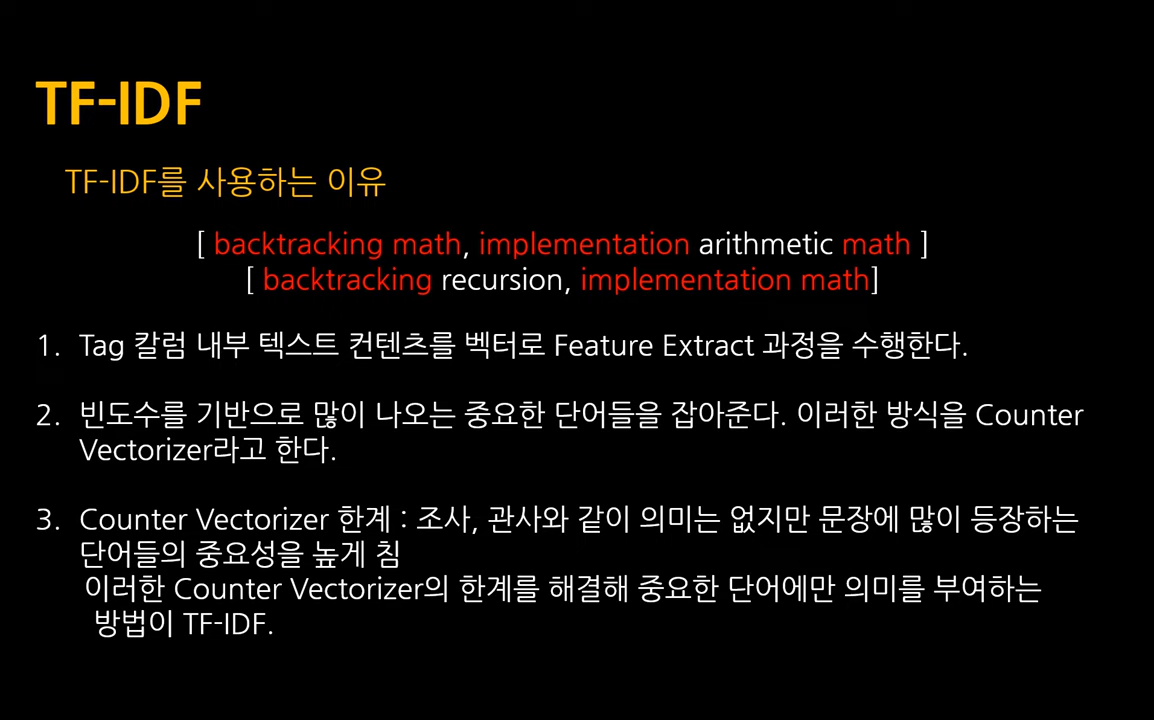 TF-IDF
TF-IDF를 사용하는 이유
[ backtracking math, implementation arithmetic math ]
[ backtracking recursion, implementation math]
1. Tag 칼럼 내부 텍스트 컨텐츠를 벡터로 Feature Extract 과정을 수행한다.
2. 빈도수를 기반으로 많이 나오는 중요한 단어들을 잡아준다. 이러한 방식을 Counter
Vectorizer라고 한다.
3. Counter Vectorizer 한계 : 조사, 관사와 같이 의미는 없지만 문장에 많이 등장하는
단어들의 중요성을 높게 침
이러한 Counter Vectorizer의 한계를 해결해 중요한 단어에만 의미를 부여하는
방법이 TF-IDF.